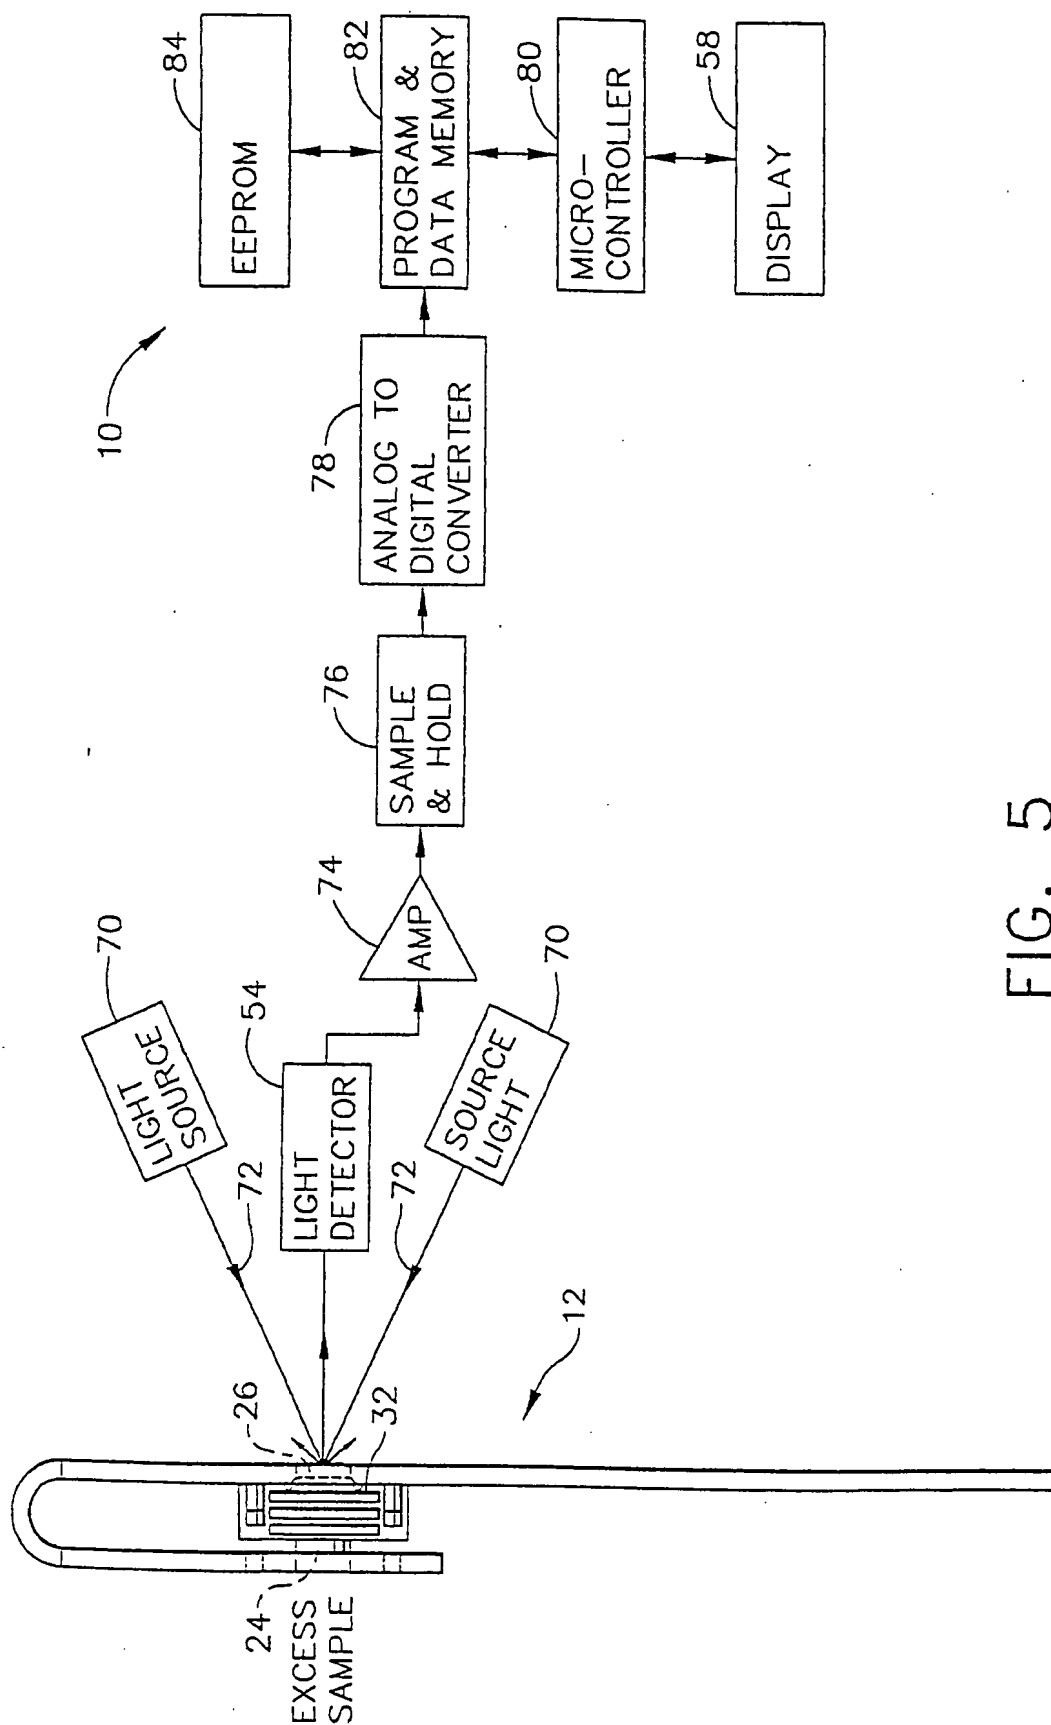 10
EEPROM
84
PROGRAM &
DATA MEMORY
82
MICRO-
CONTROLLER
80
DISPLAY
58
ANALOG TO
DIGITAL
CONVERTER
78
SAMPLE
& HOLD
76
AMP
74
LIGHT
SOURCE
70
72
LIGHT
DETECTOR
54
SOURCE
LIGHT
70
72
26
32
12
24
EXCESS
SAMPLE
FIG. 5